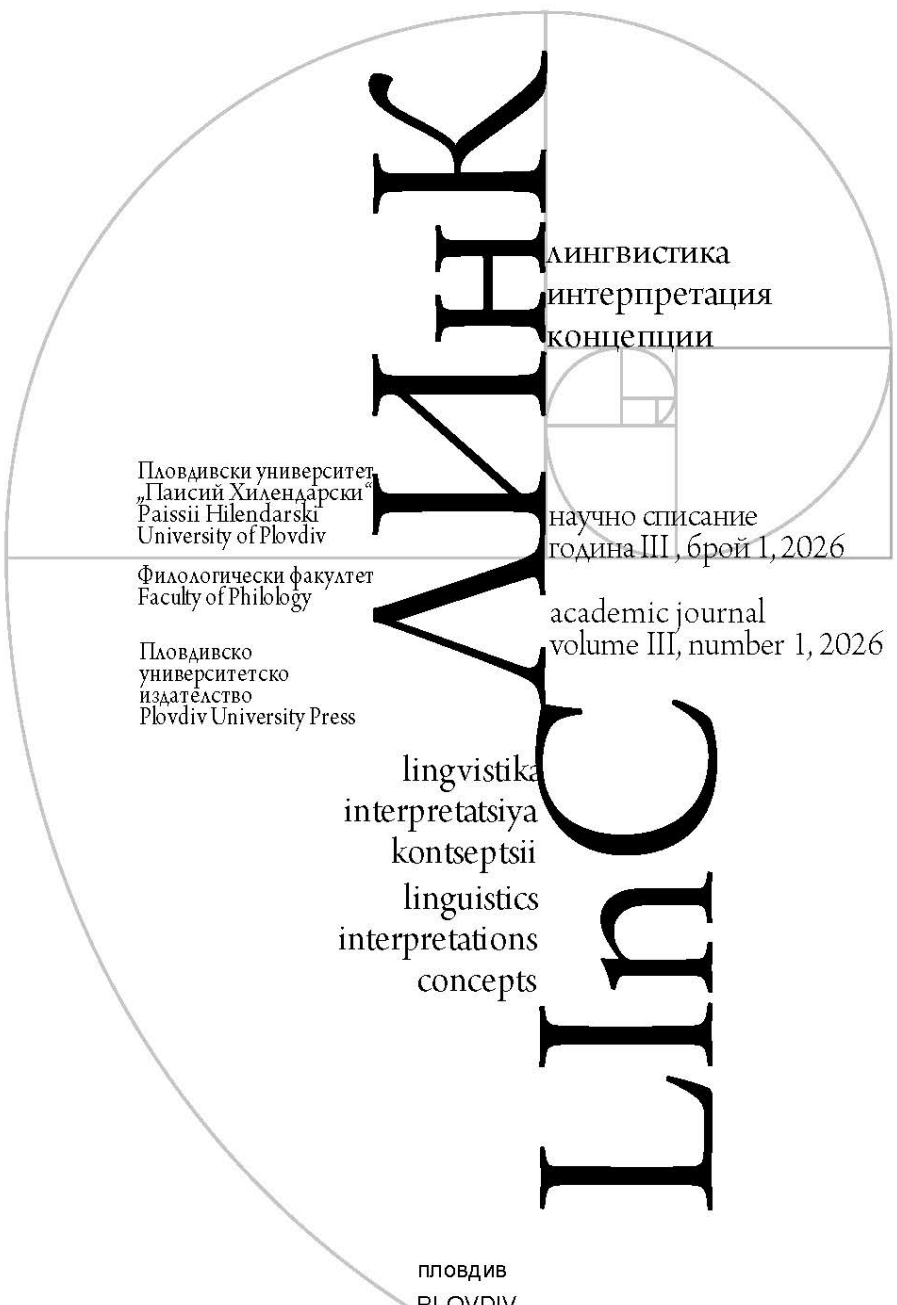 ЛИнК
лингвистика
интерпретация
концепции
Пловдивски университет
„Паисий Хилендарски“
Paissii Hilendarski
University of Plovdiv
Филологически факултет
Faculty of Philology
Пловдивско
университетско
издателство
Plovdiv University Press
научно списание
година III , брой 1, 2026
academic journal
volume III, number 1, 2026
LInC
lingvistika
interpretatsiya
kontseptsii
linguistics
interpretations
concepts
ПЛОВДИВ
PLOVDIV